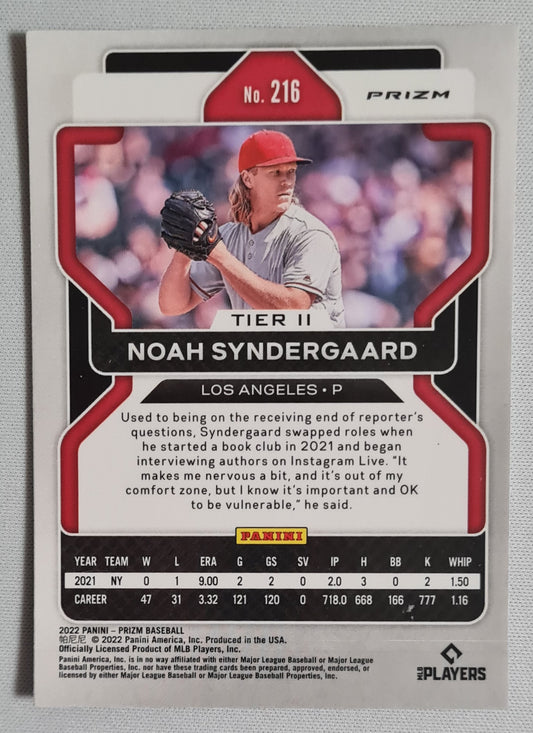 No. 216
PRIZM
TIER II
NOAH SYNDERGAARD
LOS ANGELES • P
Used to being on the receiving end of reporter's
questions, Syndergaard swapped roles when
he started a book club in 2021 and began
interviewing authors on Instagram Live. "It
makes me nervous a bit, and it's out of my
comfort zone, but I know it's important and OK
to be vulnerable," he said.
PANINI
YEAR TEAM W L ERA G GS SV IP H BB K WHIP
2021 NY 0 1 9.00 2 2 0 2.0 3 0 2 1.50
CAREER 47 31 3.32 121 120 0 718.0 668 166 777 1.16
2022 PANINI – PRIZM BASEBALL
帕尼尼 © 2022 Panini America, Inc. Produced in the USA.
Officially Licensed Product of MLB Players, Inc.
Panini America, Inc. is in no way affiliated with either Major League Baseball or Major League
Baseball Properties, Inc. nor have these trading cards been prepared, approved, endorsed, or
licensed by either Major League Baseball or Major League Baseball Properties, Inc.
MLB PLAYERS